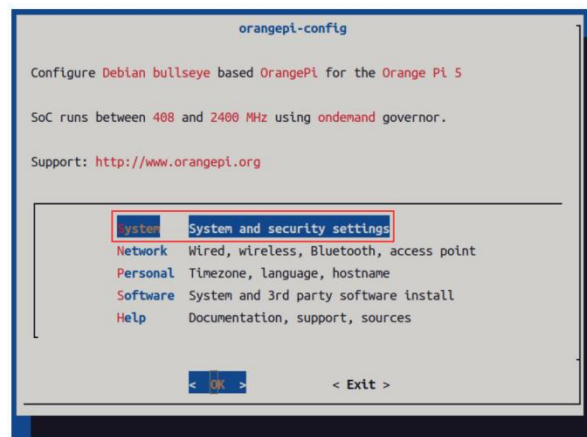 orangepi-config
Configure Debian bullseye based OrangePi for the Orange Pi 5
SoC runs between 408 and 2400 MHz using ondemand governor.
Support: http://www.orangepi.org
System System and security settings
Network Wired, wireless, Bluetooth, access point
Personal Timezone, language, hostname
Software System and 3rd party software install
Help Documentation, support, sources
< OK > < Exit >